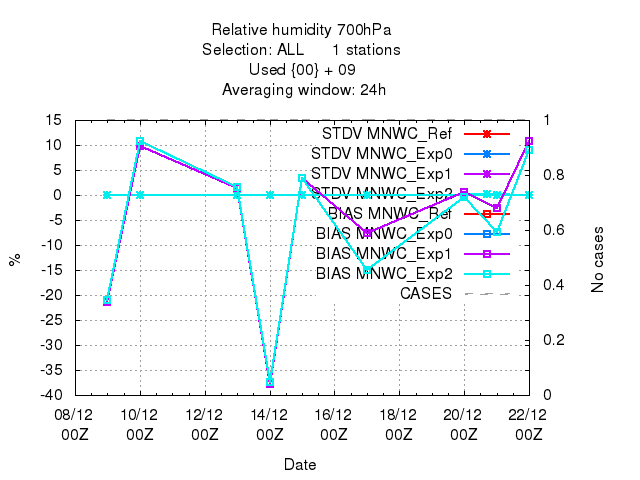 Relative humidity 700hPa
Selection: ALL 1 stations
Used {00} + 09
Averaging window: 24h
15
10
5
0
-5
-10
-15
-20
-25
-30
-35
-40
%
1
0.8
0.6
0.4
0.2
0
No cases
STDV MNWC_Ref
STDV MNWC_Exp0
STDV MNWC_Exp1
STDV MNWC_Exp2
BIAS MNWC_Ref
BIAS MNWC_Exp0
BIAS MNWC_Exp1
BIAS MNWC_Exp2
CASES
08/12 10/12 12/12 14/12 16/12 18/12 20/12 22/12
00Z 00Z 00Z 00Z 00Z 00Z 00Z 00Z
Date